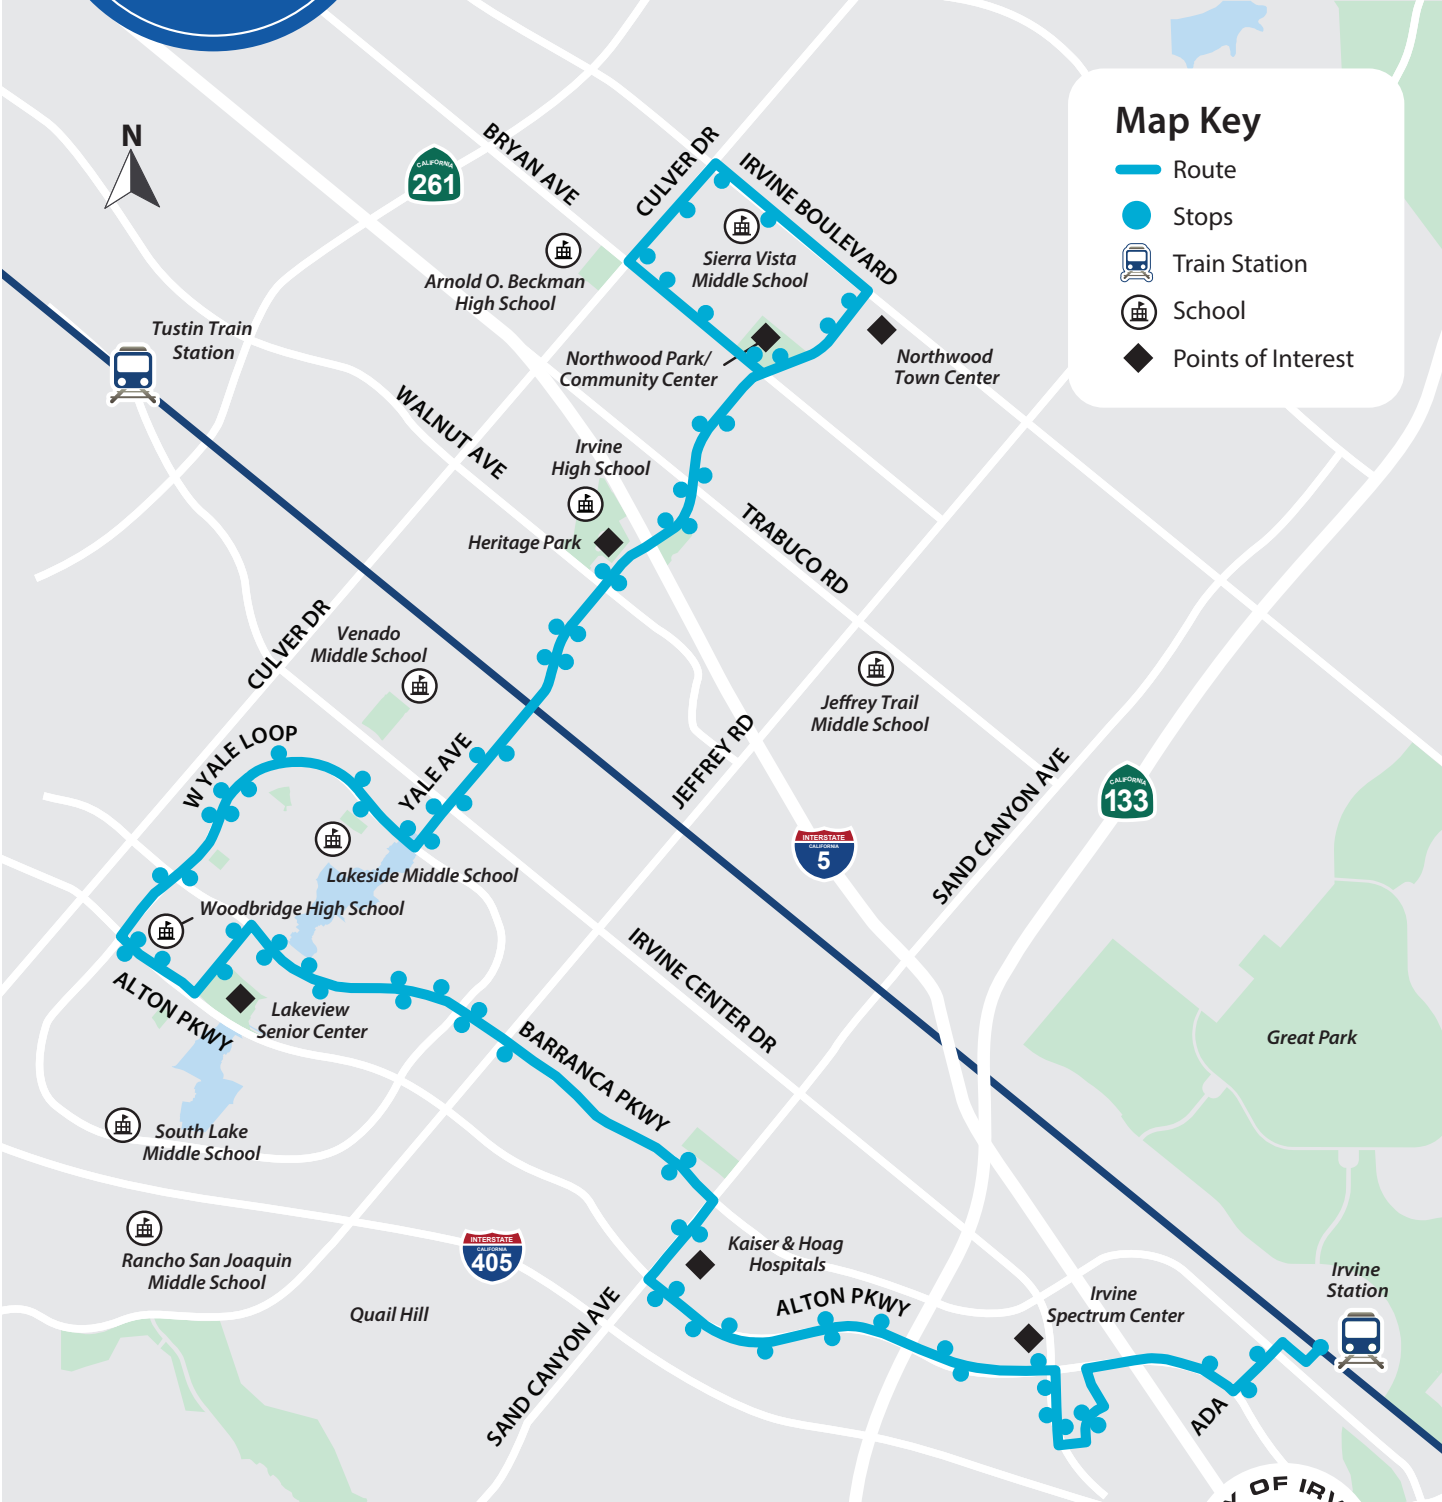 Map Key
Route
Stops
Train Station
School
Points of Interest
N
CALIFORNIA
261
BRYAN AVE
CULVER DR
IRVINE BOULEVARD
Sierra Vista
Middle School
Arnold O. Beckman
High School
Tustin Train
Station
Northwood Park/
Community Center
Northwood
Town Center
WALNUT AVE
Irvine
High School
Heritage Park
TRABUCO RD
CULVER DR
Venado
Middle School
Jeffrey Trail
Middle School
W YALE LOOP
YALE AVE
JEFFREY RD
SAND CANYON AVE
CALIFORNIA
133
INTERSTATE
CALIFORNIA
5
Lakeside Middle School
Woodbridge High School
ALTON PKWY
Lakeview
Senior Center
IRVINE CENTER DR
BARRANCA PKWY
Great Park
South Lake
Middle School
Rancho San Joaquin
Middle School
INTERSTATE
CALIFORNIA
405
Quail Hill
Kaiser & Hoag
Hospitals
SAND CANYON AVE
ALTON PKWY
Irvine
Spectrum Center
Irvine
Station
ADA
Y OF IRV